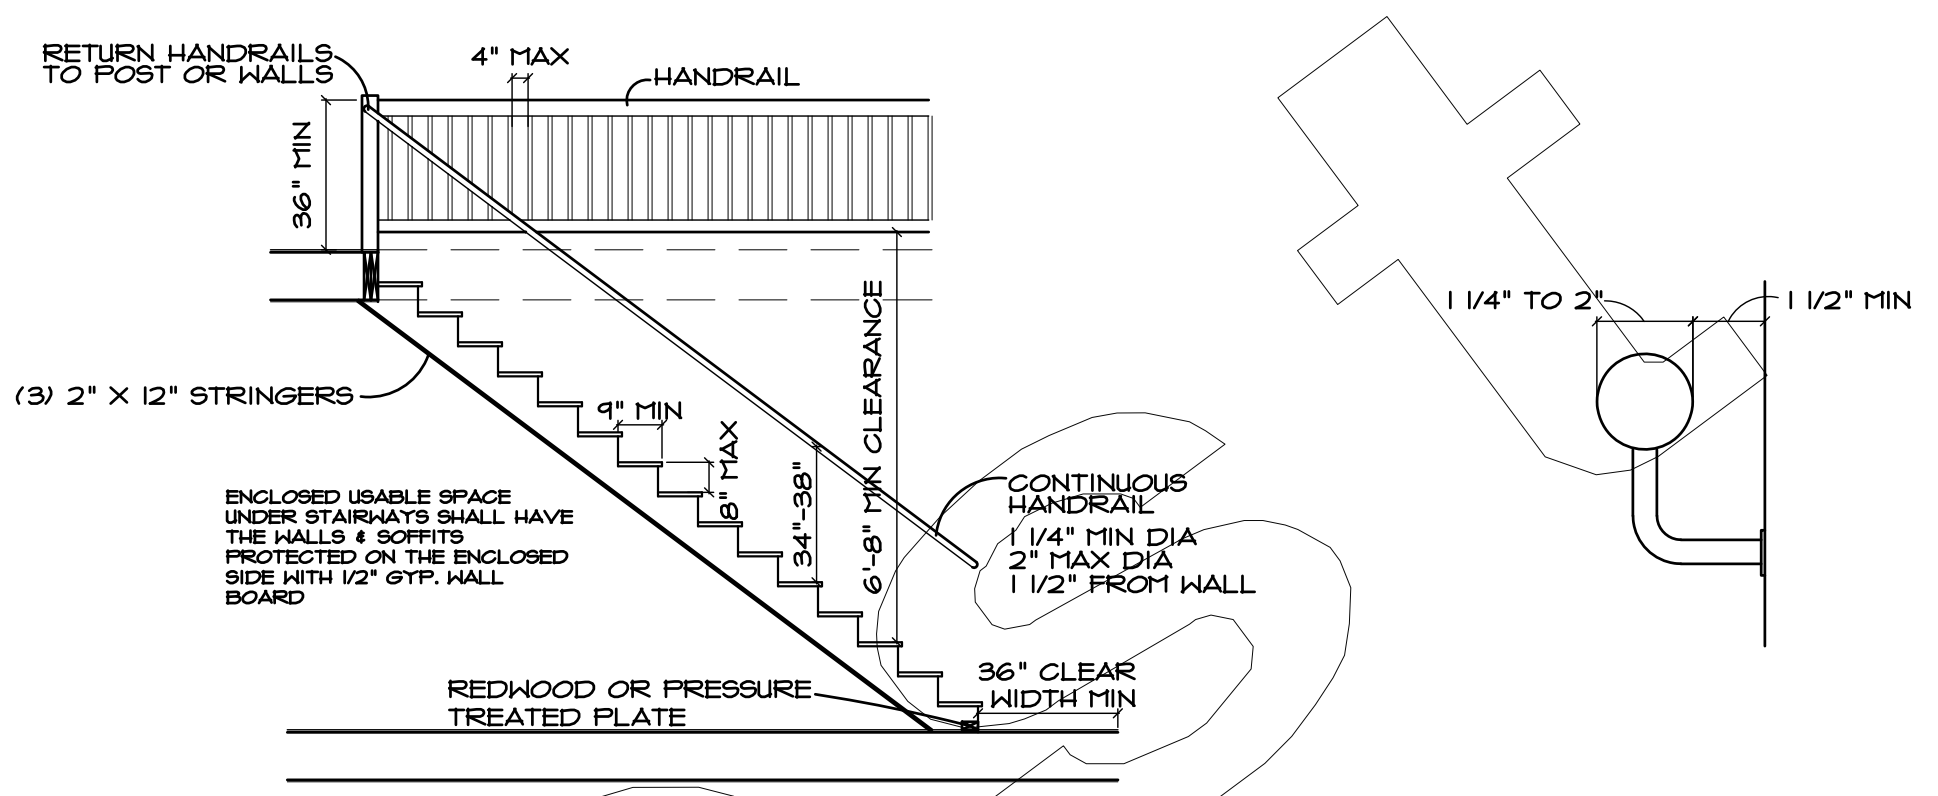 RETURN HANDRAILS
TO POST OR WALLS
4" MAX
HANDRAIL
36" MIN
1 1/4" TO 2"
1 1/2" MIN
(3) 2" X 12" STRINGERS
9" MIN
8" MAX
34"-38"
6'-8" MIN CLEARANCE
CONTINUOUS
HANDRAIL
1 1/4" MIN DIA
2" MAX DIA
1 1/2" FROM WALL
ENCLOSED USABLE SPACE
UNDER STAIRWAYS SHALL HAVE
THE WALLS & SOFFITS
PROTECTED ON THE ENCLOSED
SIDE WITH 1/2" GYP. WALL
BOARD
36" CLEAR
WIDTH MIN
REDWOOD OR PRESSURE
TREATED PLATE